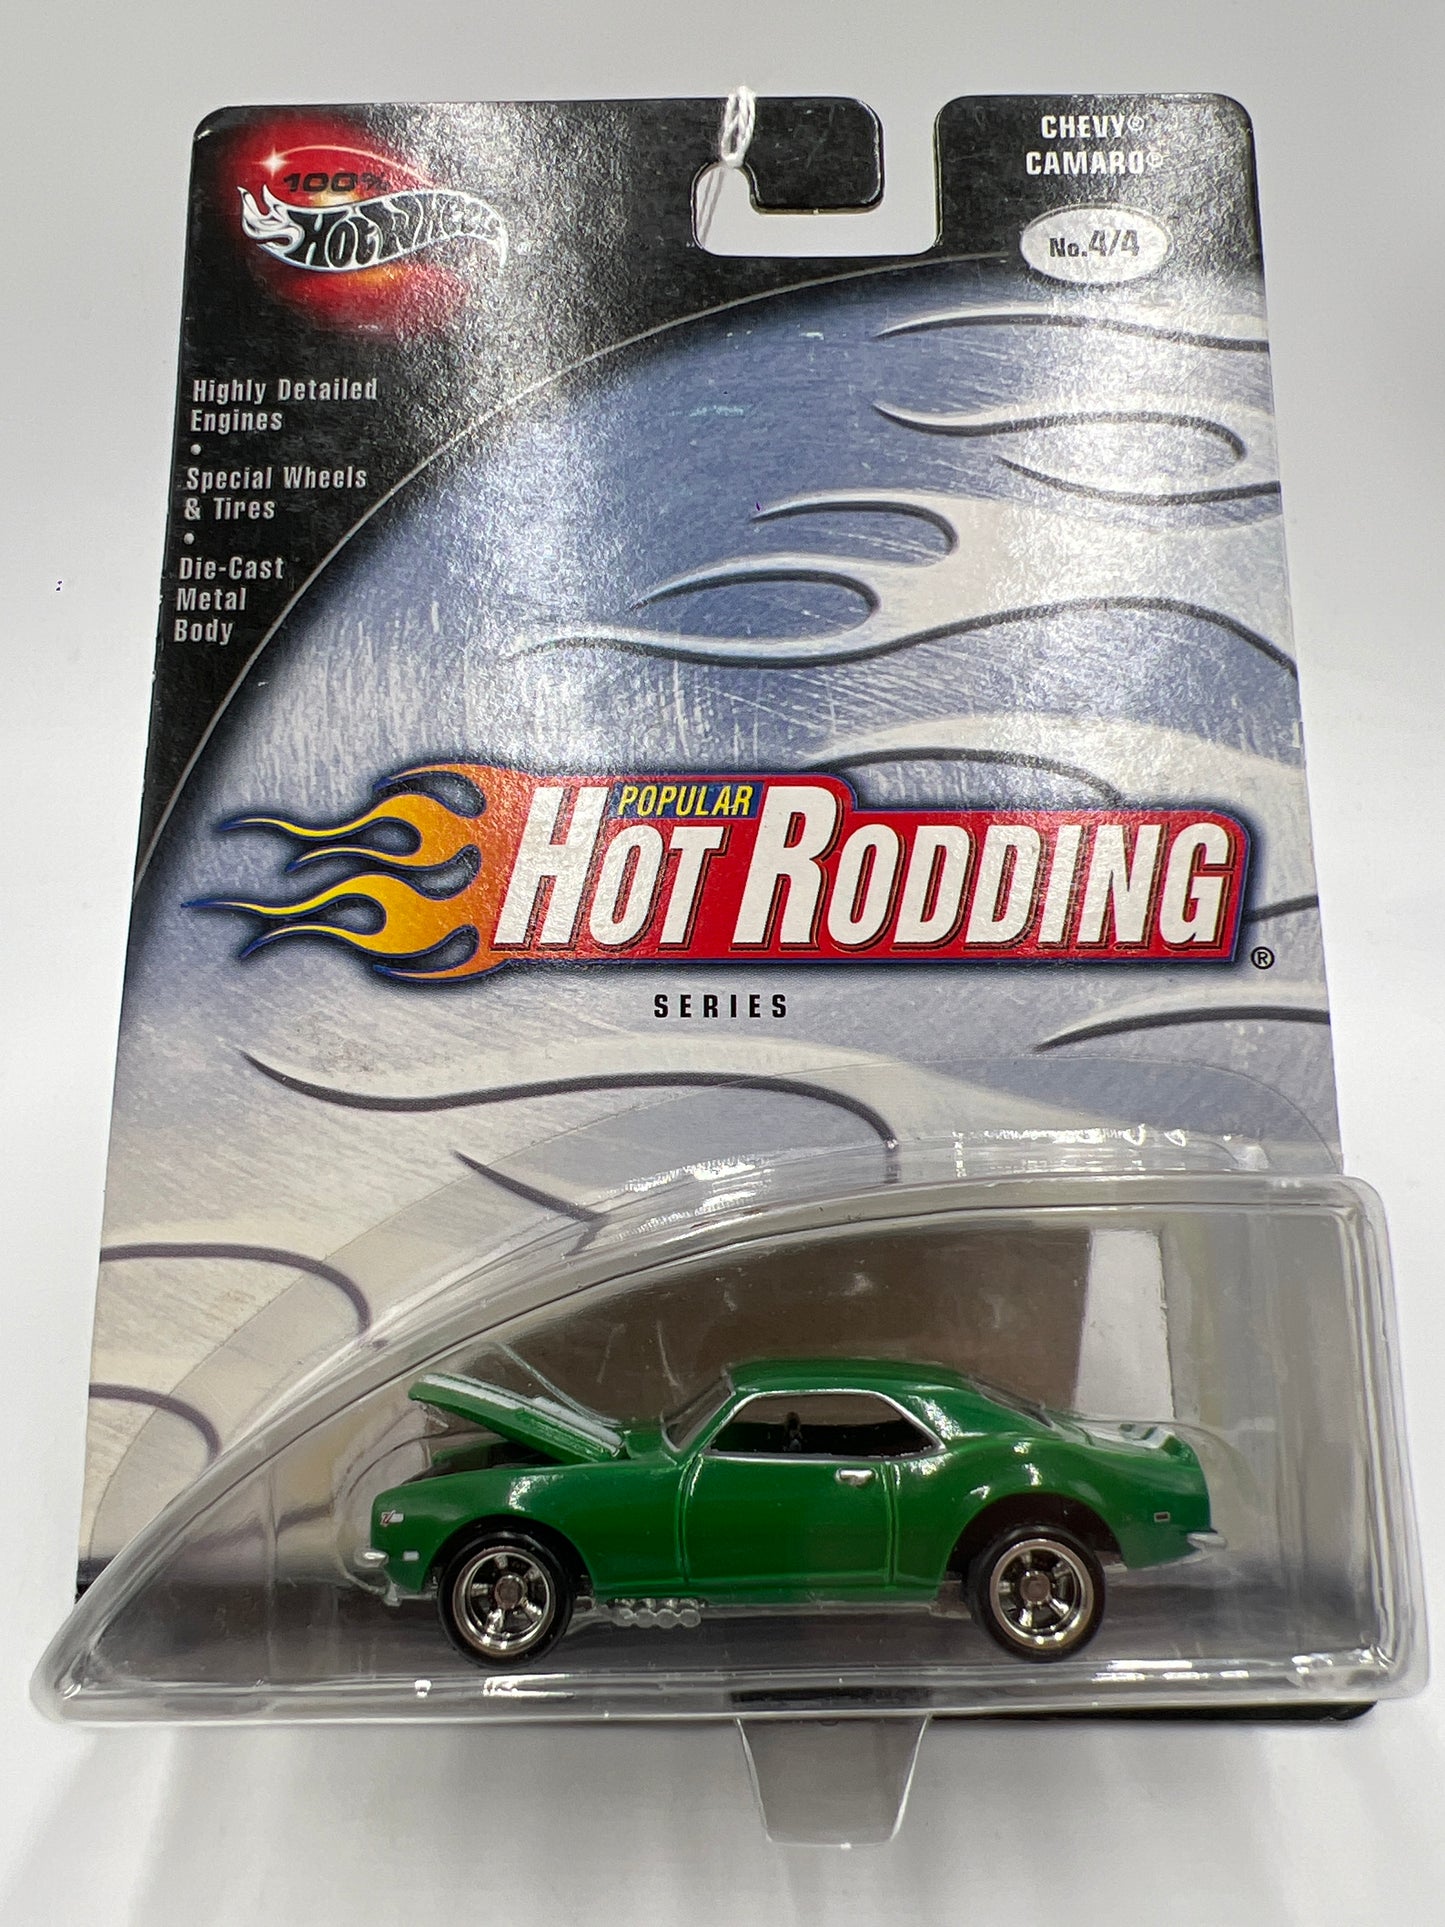 100%
HOT WHEELS
CHEVY®
CAMARO®
No.4/4
Highly Detailed
Engines
•
Special Wheels
& Tires
•
Die-Cast
Metal
Body
POPULAR
HOT RODDING®
SERIES